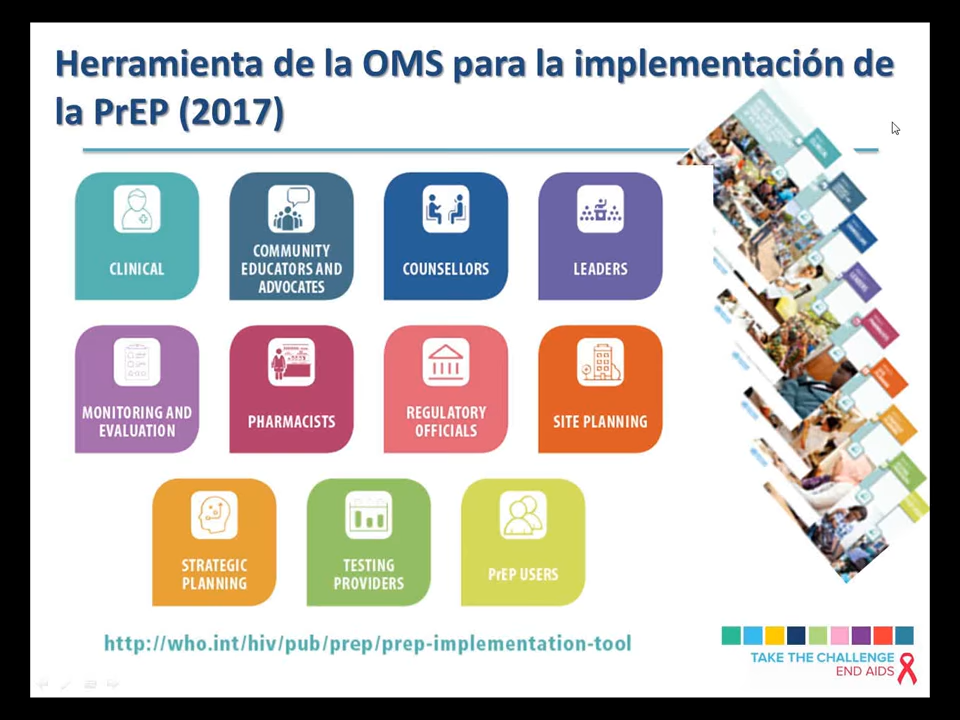 Herramienta de la OMS para la implementación de
la PrEP (2017)
CLINICAL
COMMUNITY
EDUCATORS AND
ADVOCATES
COUNSELLORS
LEADERS
MONITORING AND
EVALUATION
PHARMACISTS
REGULATORY
OFFICIALS
SITE PLANNING
STRATEGIC
PLANNING
TESTING
PROVIDERS
PrEP USERS
http://who.int/hiv/pub/prep/prep-implementation-tool
TAKE THE CHALLENGE
END AIDS